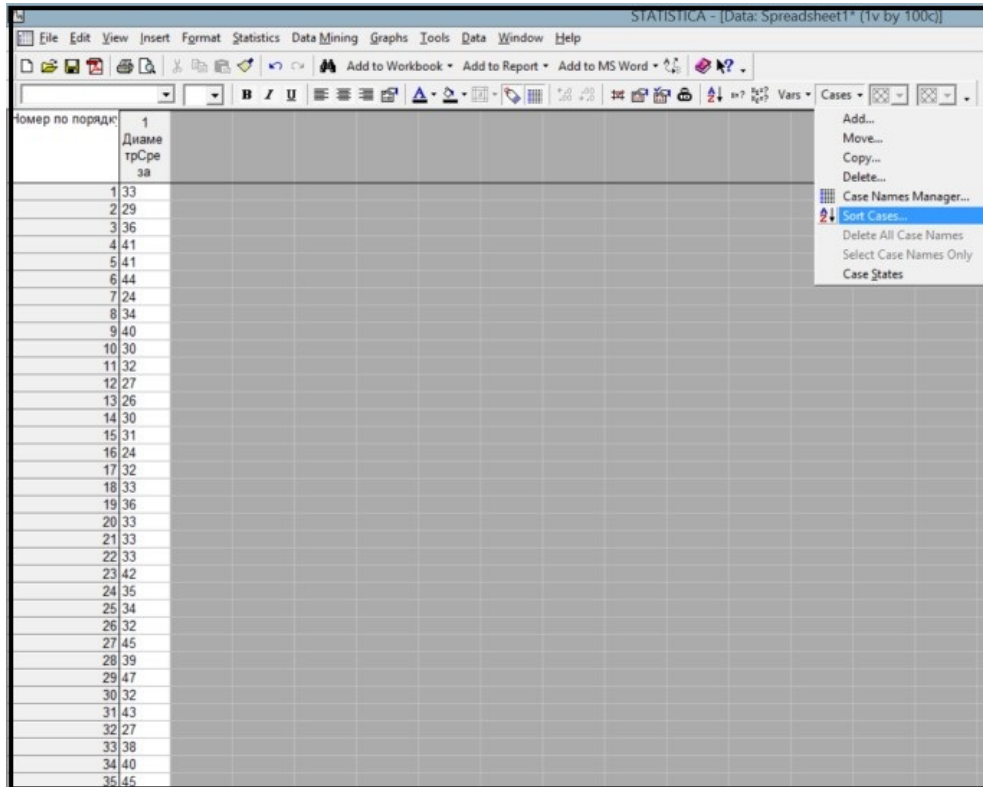 STATISTICA - [Data: Spreadsheet1* (1v by 100c)]
File Edit View Insert Format Statistics Data Mining Graphs Tools Data Window Help
Add to Workbook Add to Report Add to MS Word
B I U Vars Cases
Номер по порядку
1
Диаме
трСре
за
Add...
Move...
Copy...
Delete...
Case Names Manager...
Sort Cases...
Delete All Case Names
Select Case Names Only
Case States
1 33
2 29
3 36
4 41
5 41
6 44
7 24
8 34
9 40
10 30
11 32
12 27
13 26
14 30
15 31
16 24
17 32
18 33
19 36
20 33
21 33
22 33
23 42
24 35
25 34
26 32
27 45
28 39
29 47
30 32
31 43
32 27
33 38
34 40
35 45